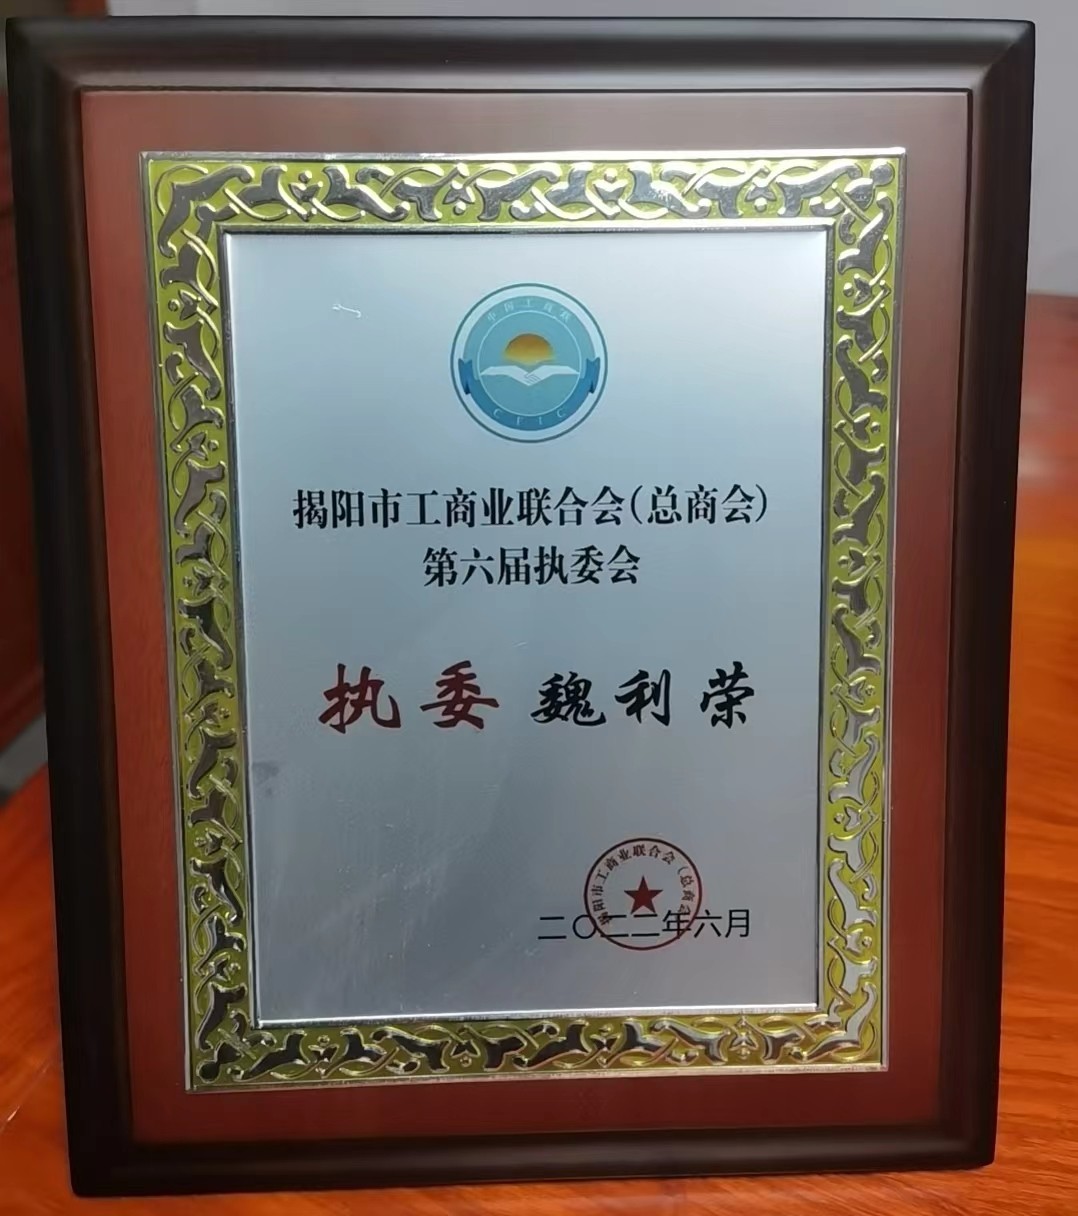 中国工商联
CFIC
揭阳市工商业联合会(总商会)
第六届执委会
执委 魏利荣
揭阳市工商业联合会(总商会)
二〇二二年六月